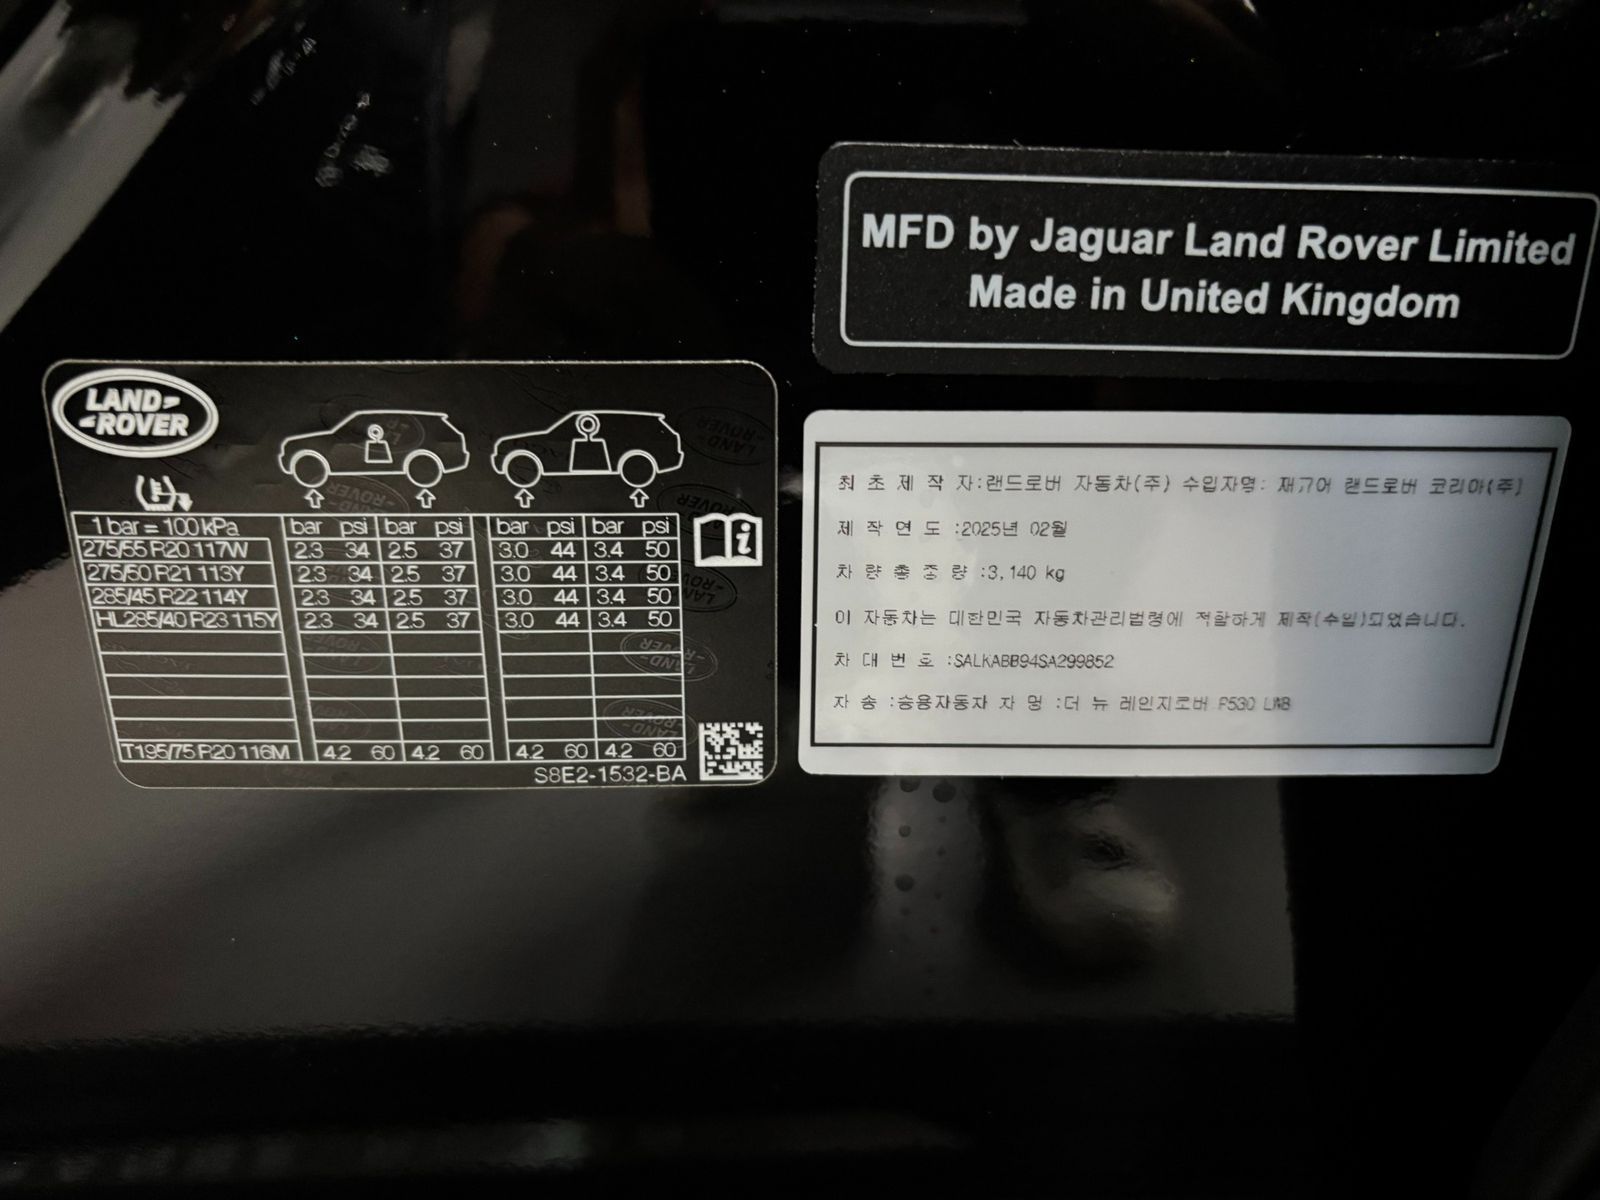 MFD by Jaguar Land Rover Limited
Made in United Kingdom
LAND
ROVER
1 bar = 100 kPa bar psi bar psi bar psi bar psi
275/55 R20 117W 2.3 34 2.5 37 3.0 44 3.4 50
275/50 R21 113Y 2.3 34 2.5 37 3.0 44 3.4 50
285/45 R22 114Y 2.3 34 2.5 37 3.0 44 3.4 50
HL285/40 R23 115Y 2.3 34 2.5 37 3.0 44 3.4 50
T195/75 R20 116M 4.2 60 4.2 60 4.2 60 4.2 60
S8E2-1532-BA
최 초 제 작 자:랜드로버 자동차(주) 수입자명: 재규어 랜드로버 코리아(주)
제 작 연 도 :2025년 02월
차 량 총 중 량 :3,140 kg
이 자동차는 대한민국 자동차관리법령에 적합하게 제작(수입)되었습니다.
차 대 번 호 :SALKABB94SA299852
차 종 :승용자동차 차 명 :더 뉴 레인지로버 P530 LWB